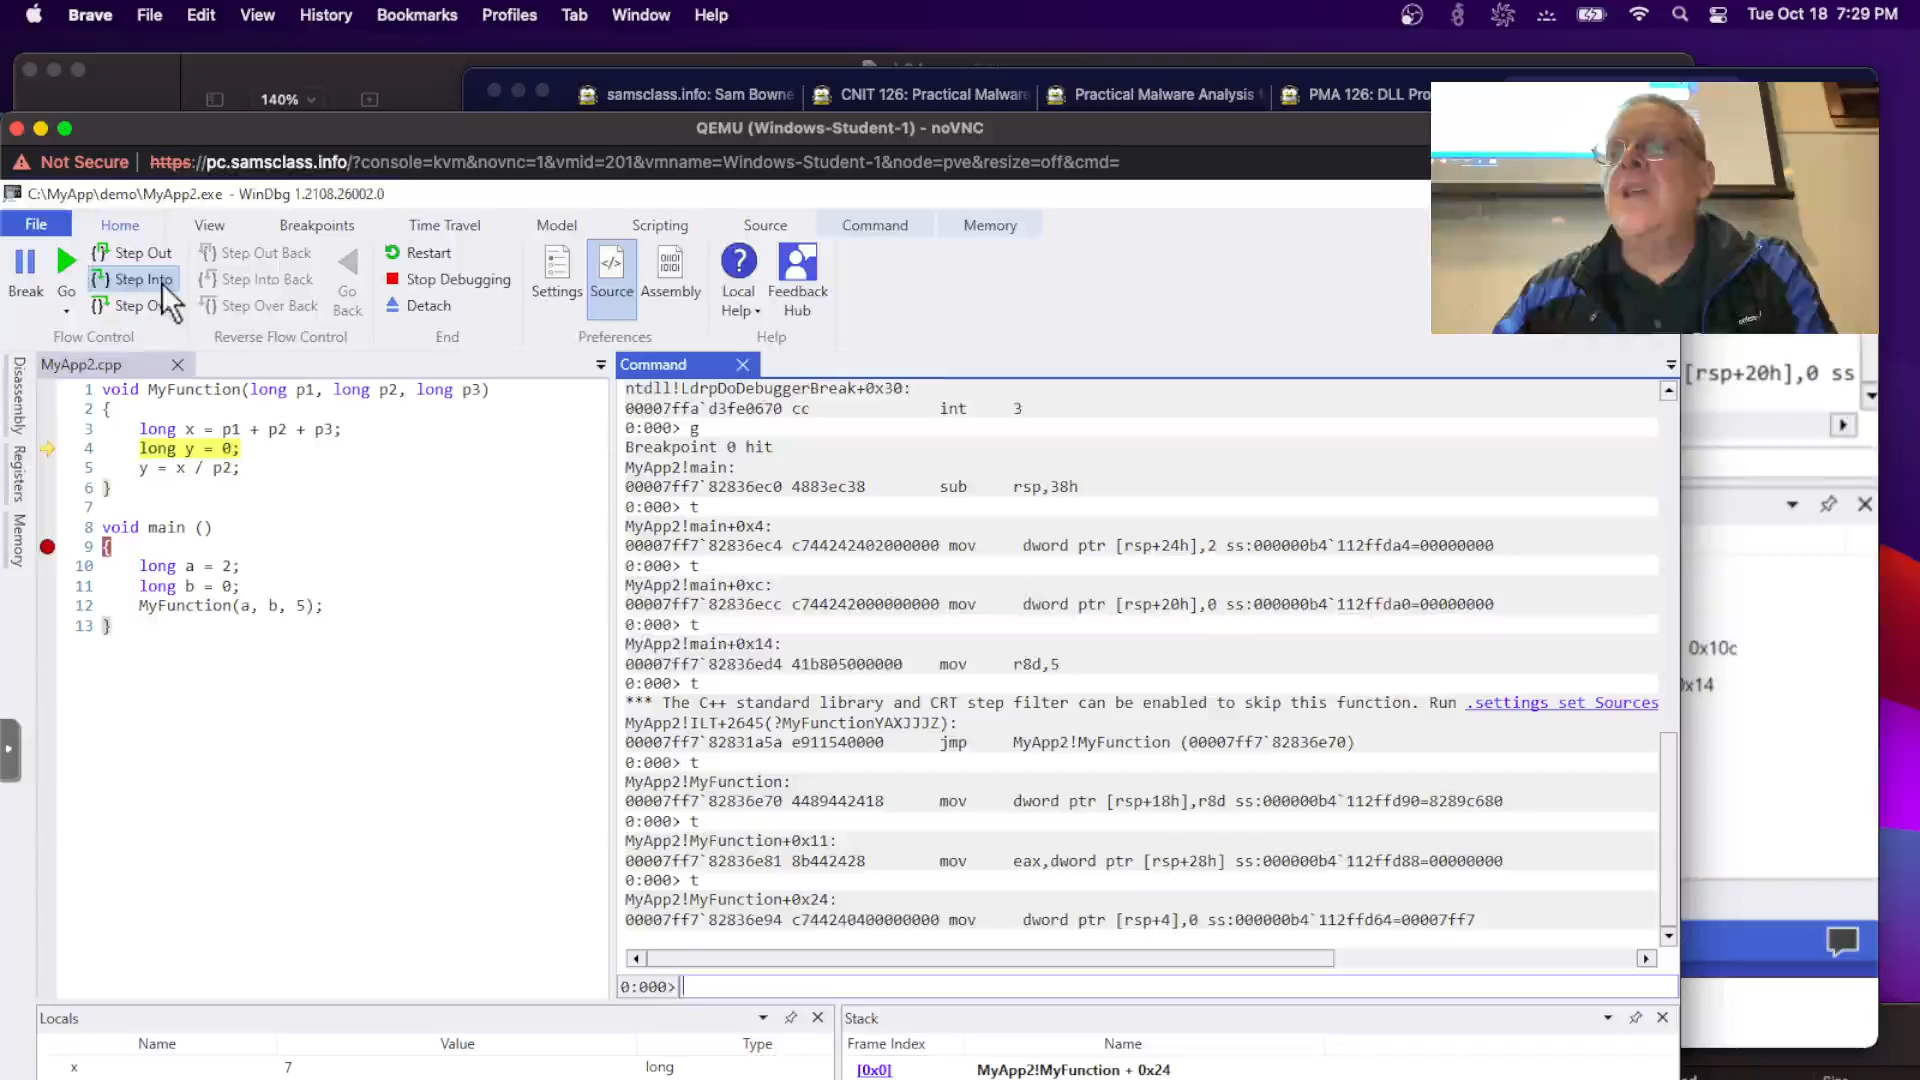 Brave File Edit View History Bookmarks Profiles Tab Window Help Tue Oct 18 7:29 PM
140%
samsclass.info: Sam Bowne CNIT 126: Practical Malware Practical Malware Analysis PMA 126: DLL Pro
QEMU (Windows-Student-1) - noVNC
Not Secure https://pc.samsclass.info/?console=kvm&novnc=1&vmid=201&vmname=Windows-Student-1&node=pve&resize=off&cmd=
C:\MyApp\demo\MyApp2.exe - WinDbg 1.2108.26002.0
File Home View Breakpoints Time Travel Model Scripting Source Command Memory
Break
Go
Step Out
Step Into
Step Ov
Flow Control
Step Out Back
Step Into Back
Step Over Back
Go Back
Reverse Flow Control
Restart
Stop Debugging
Detach
End
Settings Source Assembly
Preferences
Local Help
Feedback Hub
Help
Disassembly
Registers
Memory
MyApp2.cpp
1 void MyFunction(long p1, long p2, long p3)
2 {
3 long x = p1 + p2 + p3;
4 long y = 0;
5 y = x / p2;
6 }
7
8 void main ()
9 {
10 long a = 2;
11 long b = 0;
12 MyFunction(a, b, 5);
13 }
Command
ntdll!LdrpDoDebuggerBreak+0x30:
00007ffa`d3fe0670 cc int 3
0:000> g
Breakpoint 0 hit
MyApp2!main:
00007ff7`82836ec0 4883ec38 sub rsp,38h
0:000> t
MyApp2!main+0x4:
00007ff7`82836ec4 c744242402000000 mov dword ptr [rsp+24h],2 ss:000000b4`112ffda4=00000000
0:000> t
MyApp2!main+0xc:
00007ff7`82836ecc c744242000000000 mov dword ptr [rsp+20h],0 ss:000000b4`112ffda0=00000000
0:000> t
MyApp2!main+0x14:
00007ff7`82836ed4 41b805000000 mov r8d,5
0:000> t
*** The C++ standard library and CRT step filter can be enabled to skip this function. Run .settings set Sources
MyApp2!ILT+2645(?MyFunctionYAXJJJZ):
00007ff7`82831a5a e911540000 jmp MyApp2!MyFunction (00007ff7`82836e70)
0:000> t
MyApp2!MyFunction:
00007ff7`82836e70 4489442418 mov dword ptr [rsp+18h],r8d ss:000000b4`112ffd90=8289c680
0:000> t
MyApp2!MyFunction+0x11:
00007ff7`82836e81 8b442428 mov eax,dword ptr [rsp+28h] ss:000000b4`112ffd88=00000000
0:000> t
MyApp2!MyFunction+0x24:
00007ff7`82836e94 c744240400000000 mov dword ptr [rsp+4],0 ss:000000b4`112ffd64=00007ff7
0:000>
[rsp+20h],0 ss
0x10c
0x14
Locals
Name Value Type
x 7 long
Stack
Frame Index Name
[0x0] MyApp2!MyFunction + 0x24